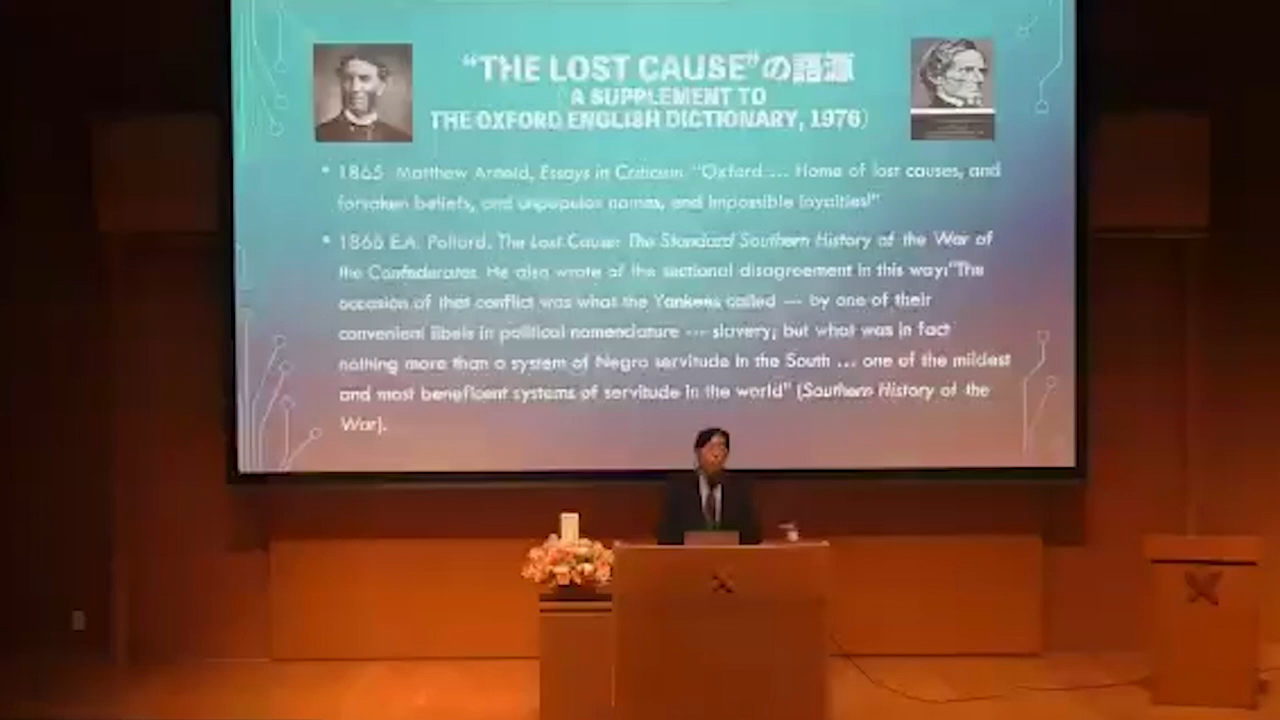 “THE LOST CAUSE”の語源
A SUPPLEMENT TO
THE OXFORD ENGLISH DICTIONARY, 1976)
• 1865 Matthew Arnold, Essays in Criticism “Oxford.... Home of lost causes, and
forsaken beliefs, and unpopular names, and impossible loyalties!”
• 1866 E.A. Pollard, The Lost Cause: The Standard Southern History of the War of
the Confederates. He also wrote of the sectional disagreement in this way: “The
occasion of that conflict was what the Yankees called — by one of their
convenient libels in political nomenclature --- slavery; but what was in fact
nothing more than a system of Negro servitude in the South ... one of the mildest
and most beneficent systems of servitude in the world” (Southern History of the
War).